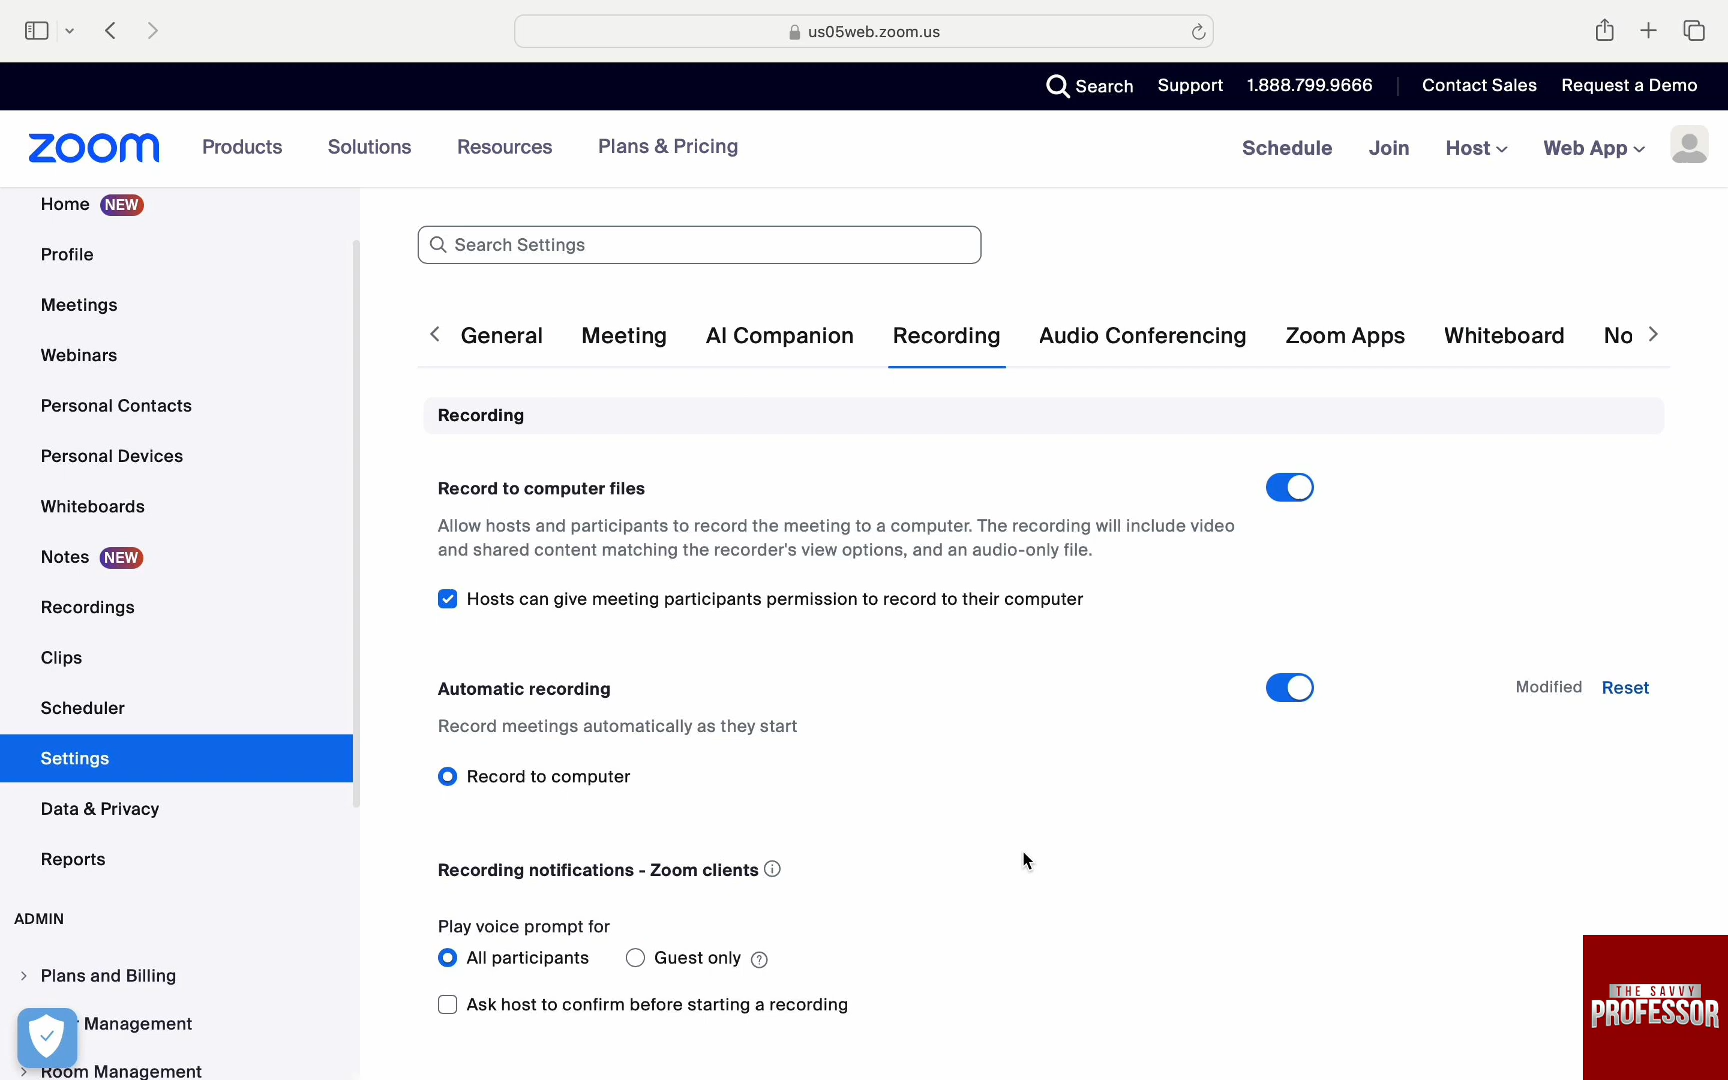 us05web.zoom.us
Search Support 1.888.799.9666 Contact Sales Request a Demo
zoom Products Solutions Resources Plans & Pricing Schedule Join Host Web App
Home NEW
Profile
Meetings
Webinars
Personal Contacts
Personal Devices
Whiteboards
Notes NEW
Recordings
Clips
Scheduler
Settings
Data & Privacy
Reports
ADMIN
Plans and Billing
Management
Room Management
Search Settings
General Meeting AI Companion Recording Audio Conferencing Zoom Apps Whiteboard No
Recording
Record to computer files
Allow hosts and participants to record the meeting to a computer. The recording will include video
and shared content matching the recorder's view options, and an audio-only file.
Hosts can give meeting participants permission to record to their computer
Automatic recording Modified Reset
Record meetings automatically as they start
Record to computer
Recording notifications - Zoom clients
Play voice prompt for
All participants Guest only
Ask host to confirm before starting a recording
THE SAVVY
PROFESSOR